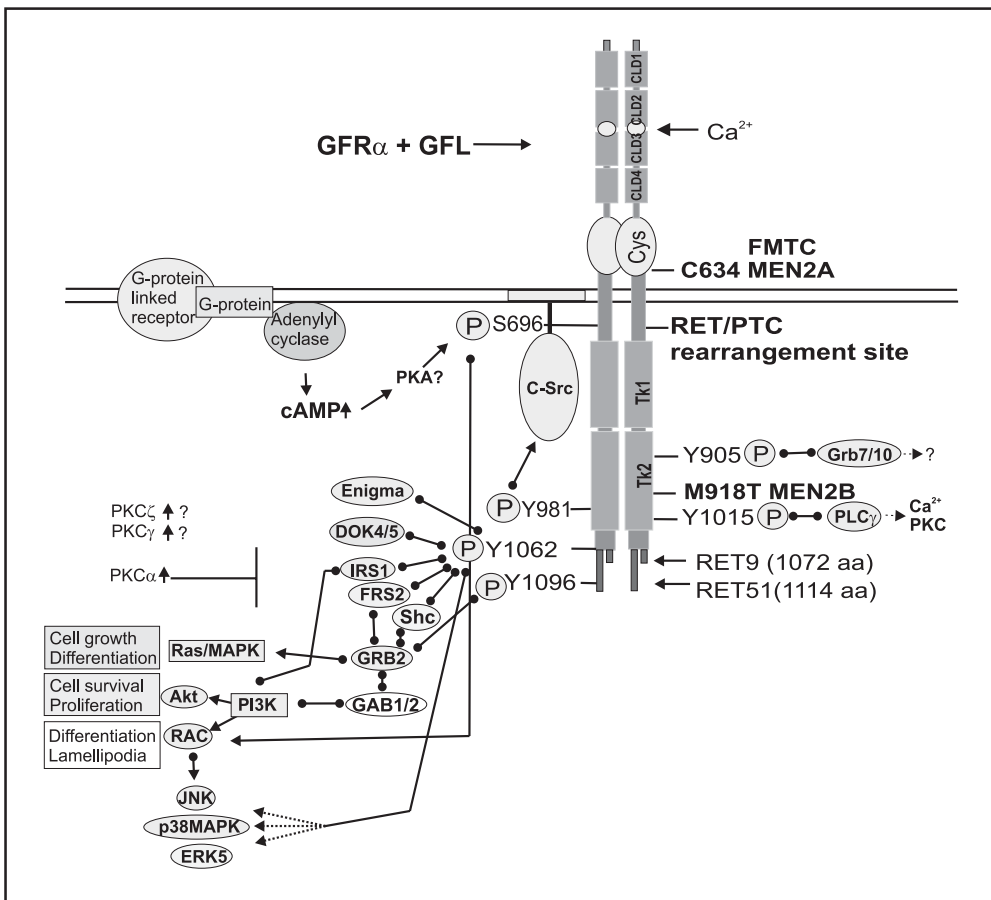 CLD1
CLD2
CLD3
CLD4
GFRα + GFL
Ca2+
Cys
FMTC
C634 MEN2A
G-protein
linked
receptor
G-protein
Adenylyl
cyclase
P S696
RET/PTC
rearrangement site
PKA?
cAMP
C-Src
Tk1
Tk2
Y905 P
Grb7/10
?
Enigma
P Y981
M918T MEN2B
Y1015 P
PLCγ
Ca2+
PKC
PKCζ ?
PKCγ ?
DOK4/5
P Y1062
PKCα
IRS1
RET9 (1072 aa)
FRS2
P Y1096
RET51(1114 aa)
Shc
Cell growth
Differentiation
Ras/MAPK
GRB2
Cell survival
Proliferation
Akt
PI3K
GAB1/2
Differentiation
Lamellipodia
RAC
JNK
p38MAPK
ERK5